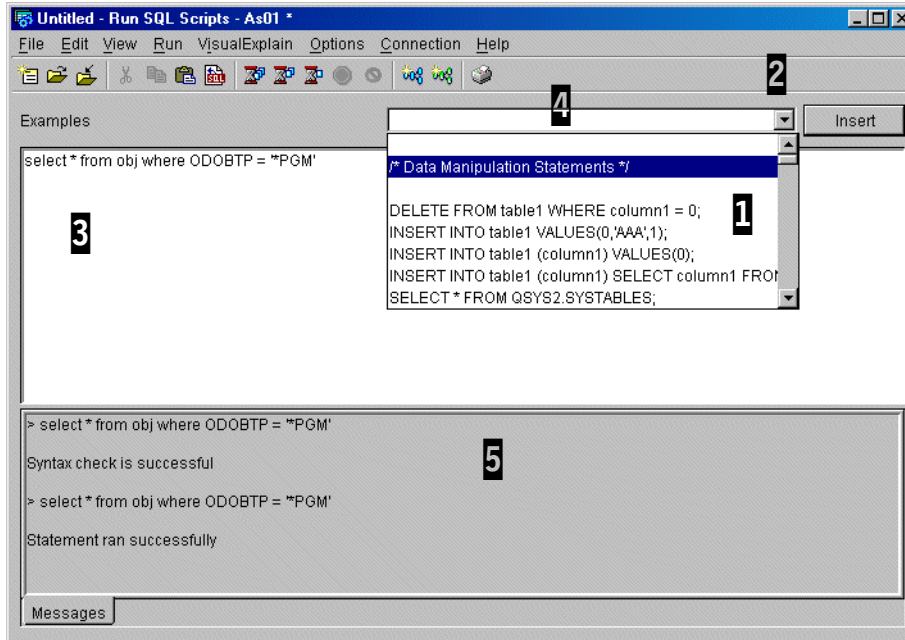 Untitled - Run SQL Scripts - As01 *
File Edit View Run VisualExplain Options Connection Help
2
4
Examples
Insert
select * from obj where ODOBTP = '*PGM'
/* Data Manipulation Statements */
DELETE FROM table1 WHERE column1 = 0;
1
INSERT INTO table1 VALUES(0,'AAA',1);
3
INSERT INTO table1 (column1) VALUES(0);
INSERT INTO table1 (column1) SELECT column1 FROM
SELECT * FROM QSYS2.SYSTABLES;
> select * from obj where ODOBTP = '*PGM'
5
Syntax check is successful
> select * from obj where ODOBTP = '*PGM'
Statement ran successfully
Messages